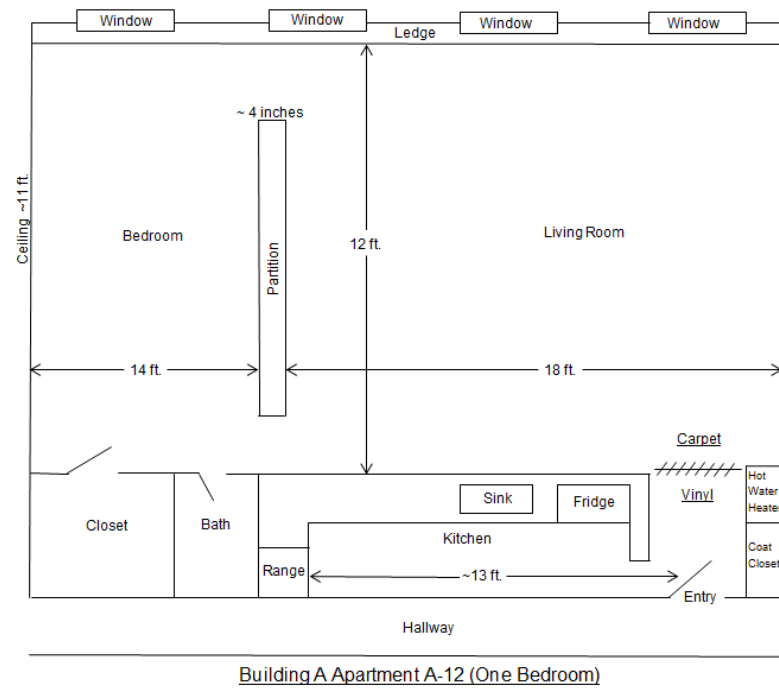 Window
Window
Window
Window
Ledge
~ 4 inches
Ceiling ~11 ft.
Bedroom
Partition
12 ft.
Living Room
14 ft.
18 ft.
Carpet
Vinyl
Hot
Water
Heater
Closet
Bath
Sink
Fridge
Kitchen
Coat
Closet
Range
~13 ft.
Entry
Hallway
Building A Apartment A-12 (One Bedroom)